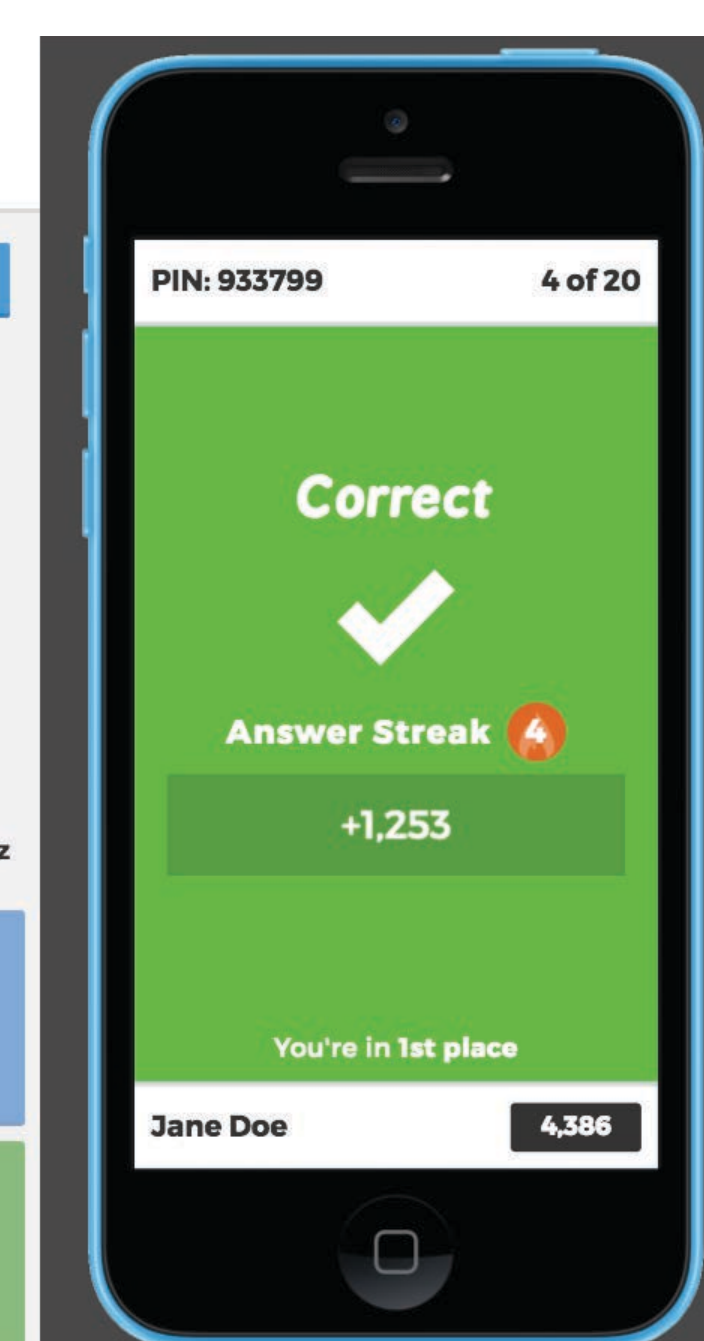 z
PIN: 933799 4 of 20
Correct
Answer Streak 4
+1,253
You're in 1st place
Jane Doe 4,386